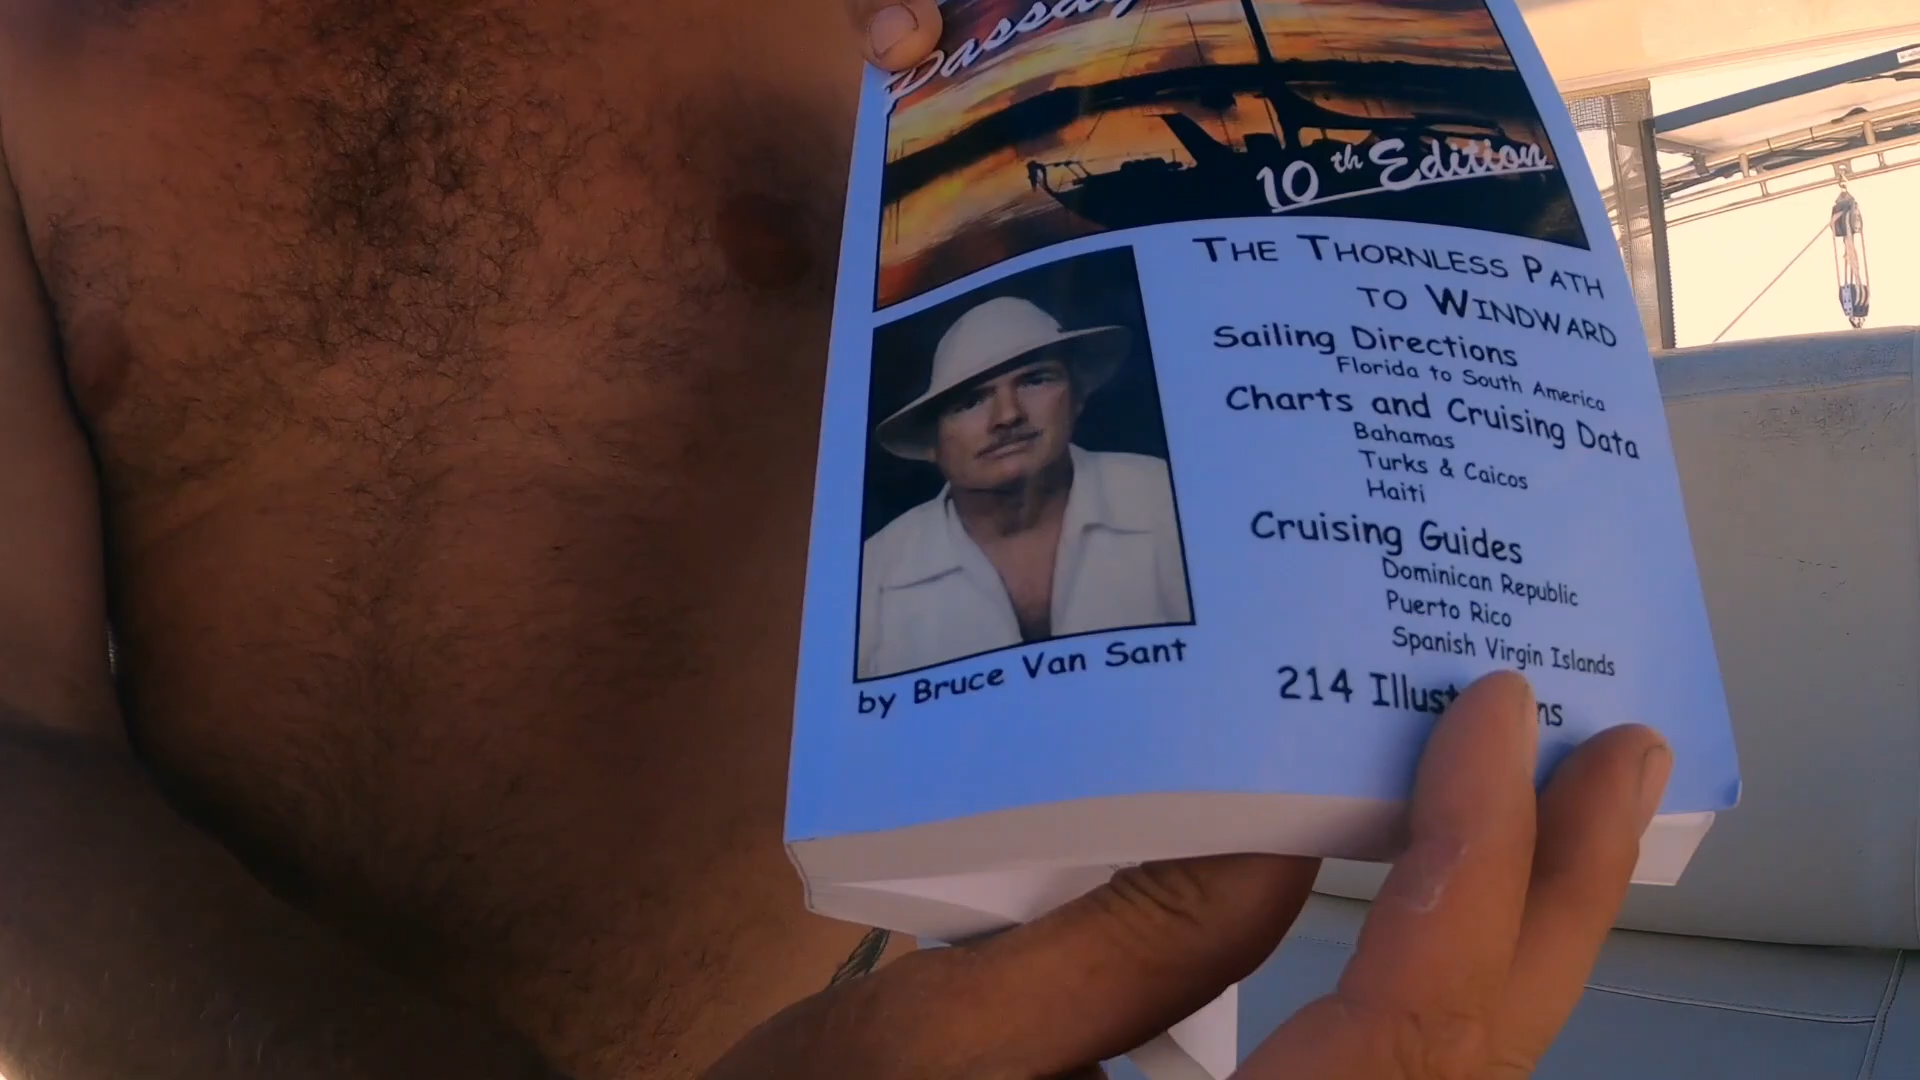 10th Edition
THE THORNLESS PATH
TO WINDWARD
Sailing Directions
Florida to South America
Charts and Cruising Data
Bahamas
Turks & Caicos
Haiti
Cruising Guides
Dominican Republic
Puerto Rico
Spanish Virgin Islands
214
by Bruce Van Sant